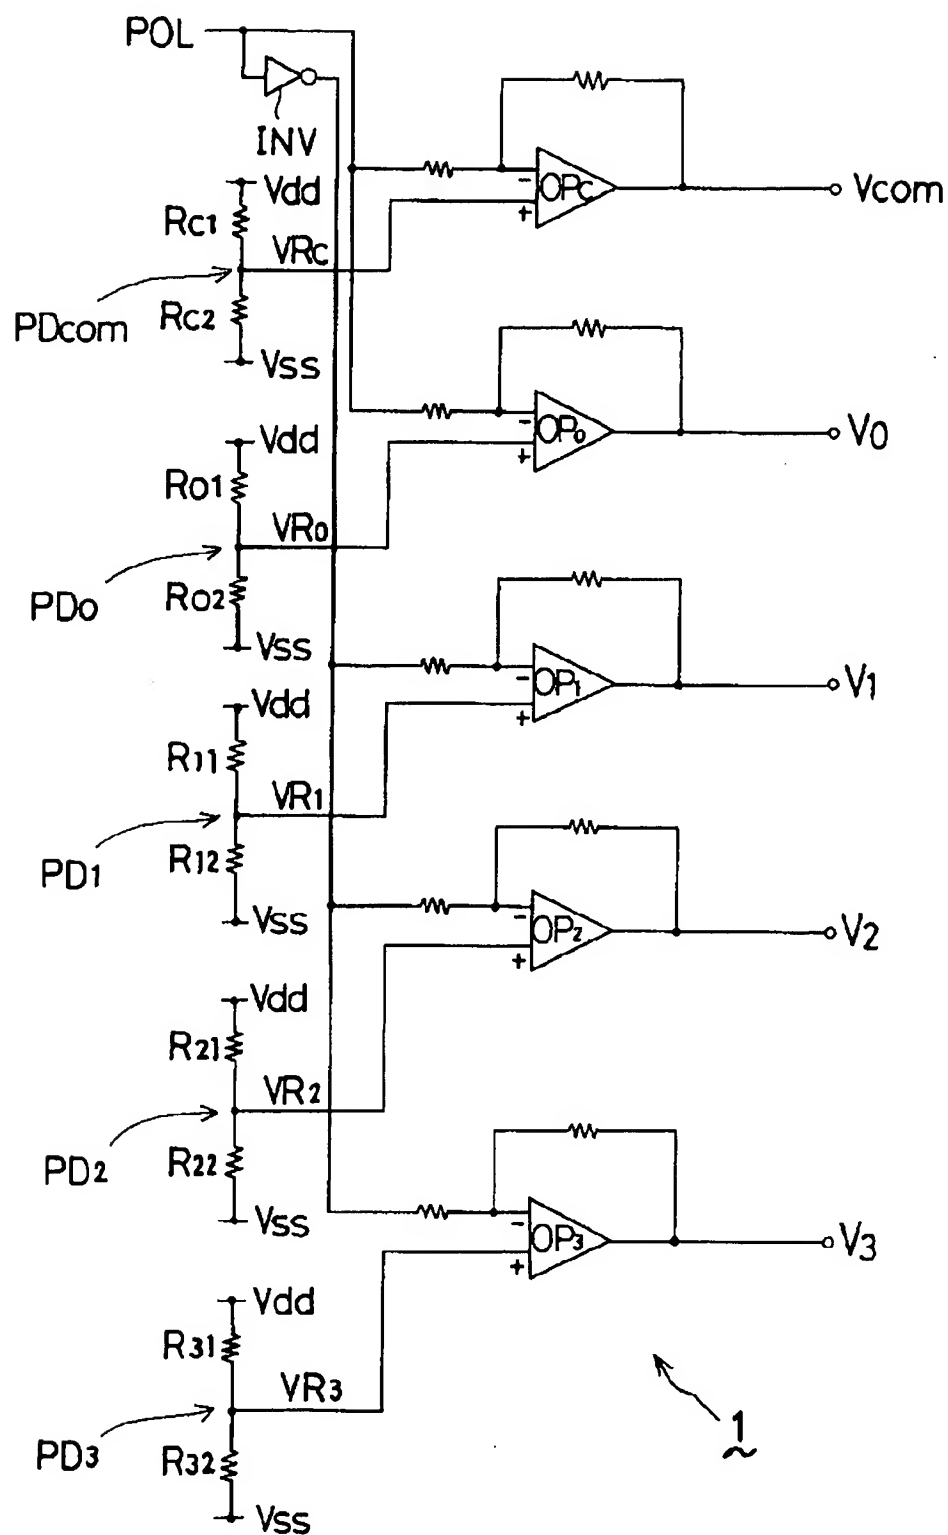 POL
INV
Vdd
RC1
VRC
PDcom
RC2
VSS
-
OPC
+
Vcom
Vdd
R01
VR0
PD0
R02
VSS
-
OP0
+
V0
Vdd
R11
VR1
PD1
R12
VSS
-
OP1
+
V1
Vdd
R21
VR2
PD2
R22
VSS
-
OP2
+
V2
Vdd
R31
VR3
PD3
R32
VSS
-
OP3
+
V3
1